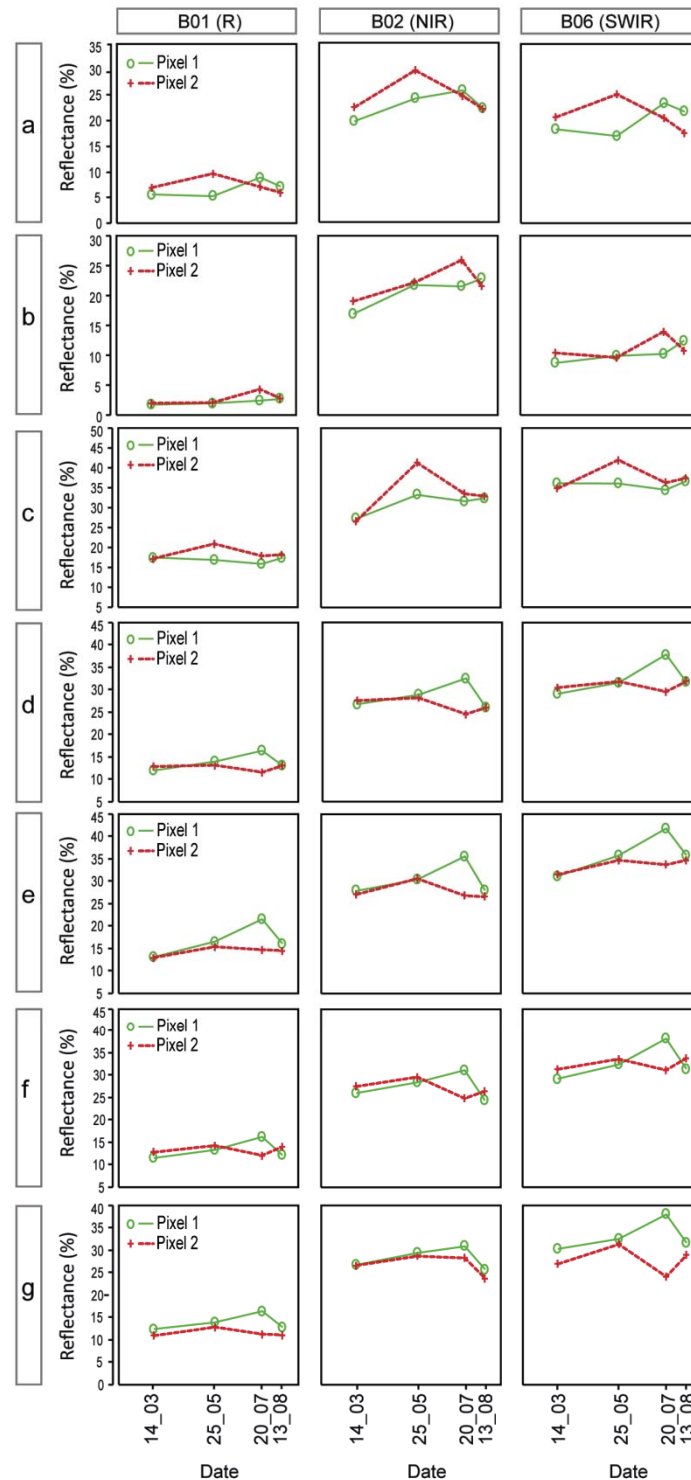 B01 (R) B02 (NIR) B06 (SWIR)
a
Reflectance (%)
35
30
25
20
15
10
5
0
Pixel 1
Pixel 2
b
Reflectance (%)
30
25
20
15
10
5
0
Pixel 1
Pixel 2
c
Reflectance (%)
50
45
40
35
30
25
20
15
10
5
Pixel 1
Pixel 2
d
Reflectance (%)
45
40
35
30
25
20
15
10
5
Pixel 1
Pixel 2
e
Reflectance (%)
45
40
35
30
25
20
15
10
5
Pixel 1
Pixel 2
f
Reflectance (%)
45
40
35
30
25
20
15
10
5
Pixel 1
Pixel 2
g
Reflectance (%)
40
35
30
25
20
15
10
5
0
Pixel 1
Pixel 2
14_03 25_05 20_07 13_08 14_03 25_05 20_07 13_08 14_03 25_05 20_07 13_08
Date Date Date